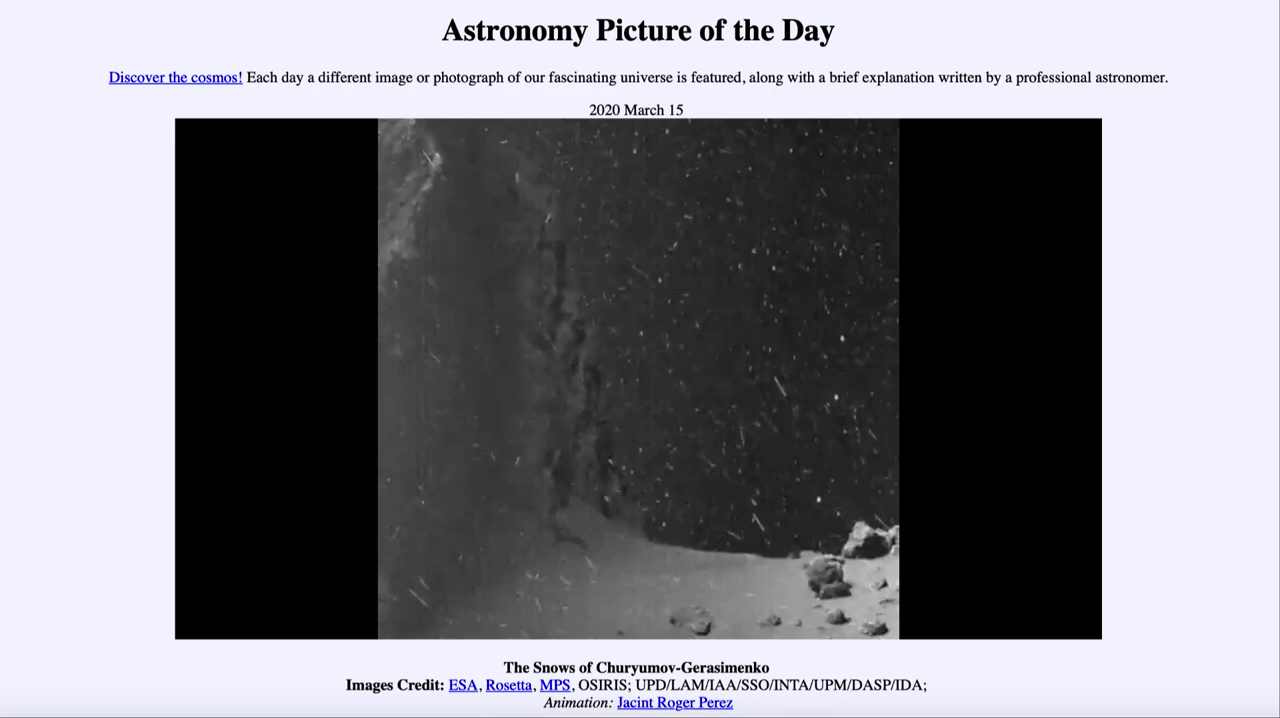 Astronomy Picture of the Day
Discover the cosmos! Each day a different image or photograph of our fascinating universe is featured, along with a brief explanation written by a professional astronomer.
2020 March 15
The Snows of Churyumov-Gerasimenko
Images Credit: ESA, Rosetta, MPS, OSIRIS; UPD/LAM/IAA/SSO/INTA/UPM/DASP/IDA;
Animation: Jacint Roger Perez